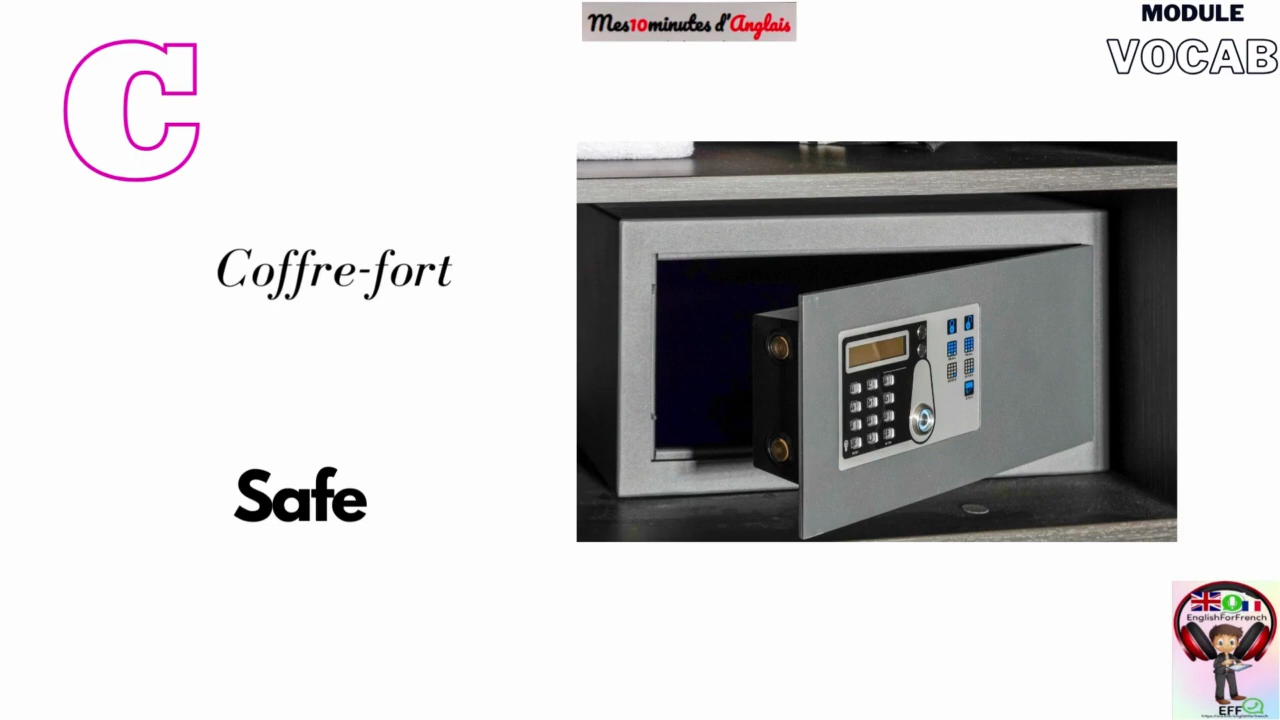 C
Mes10minutes d'Anglais
MODULE
VOCAB
Coffre-fort
Safe
EnglishForFrench
EFF